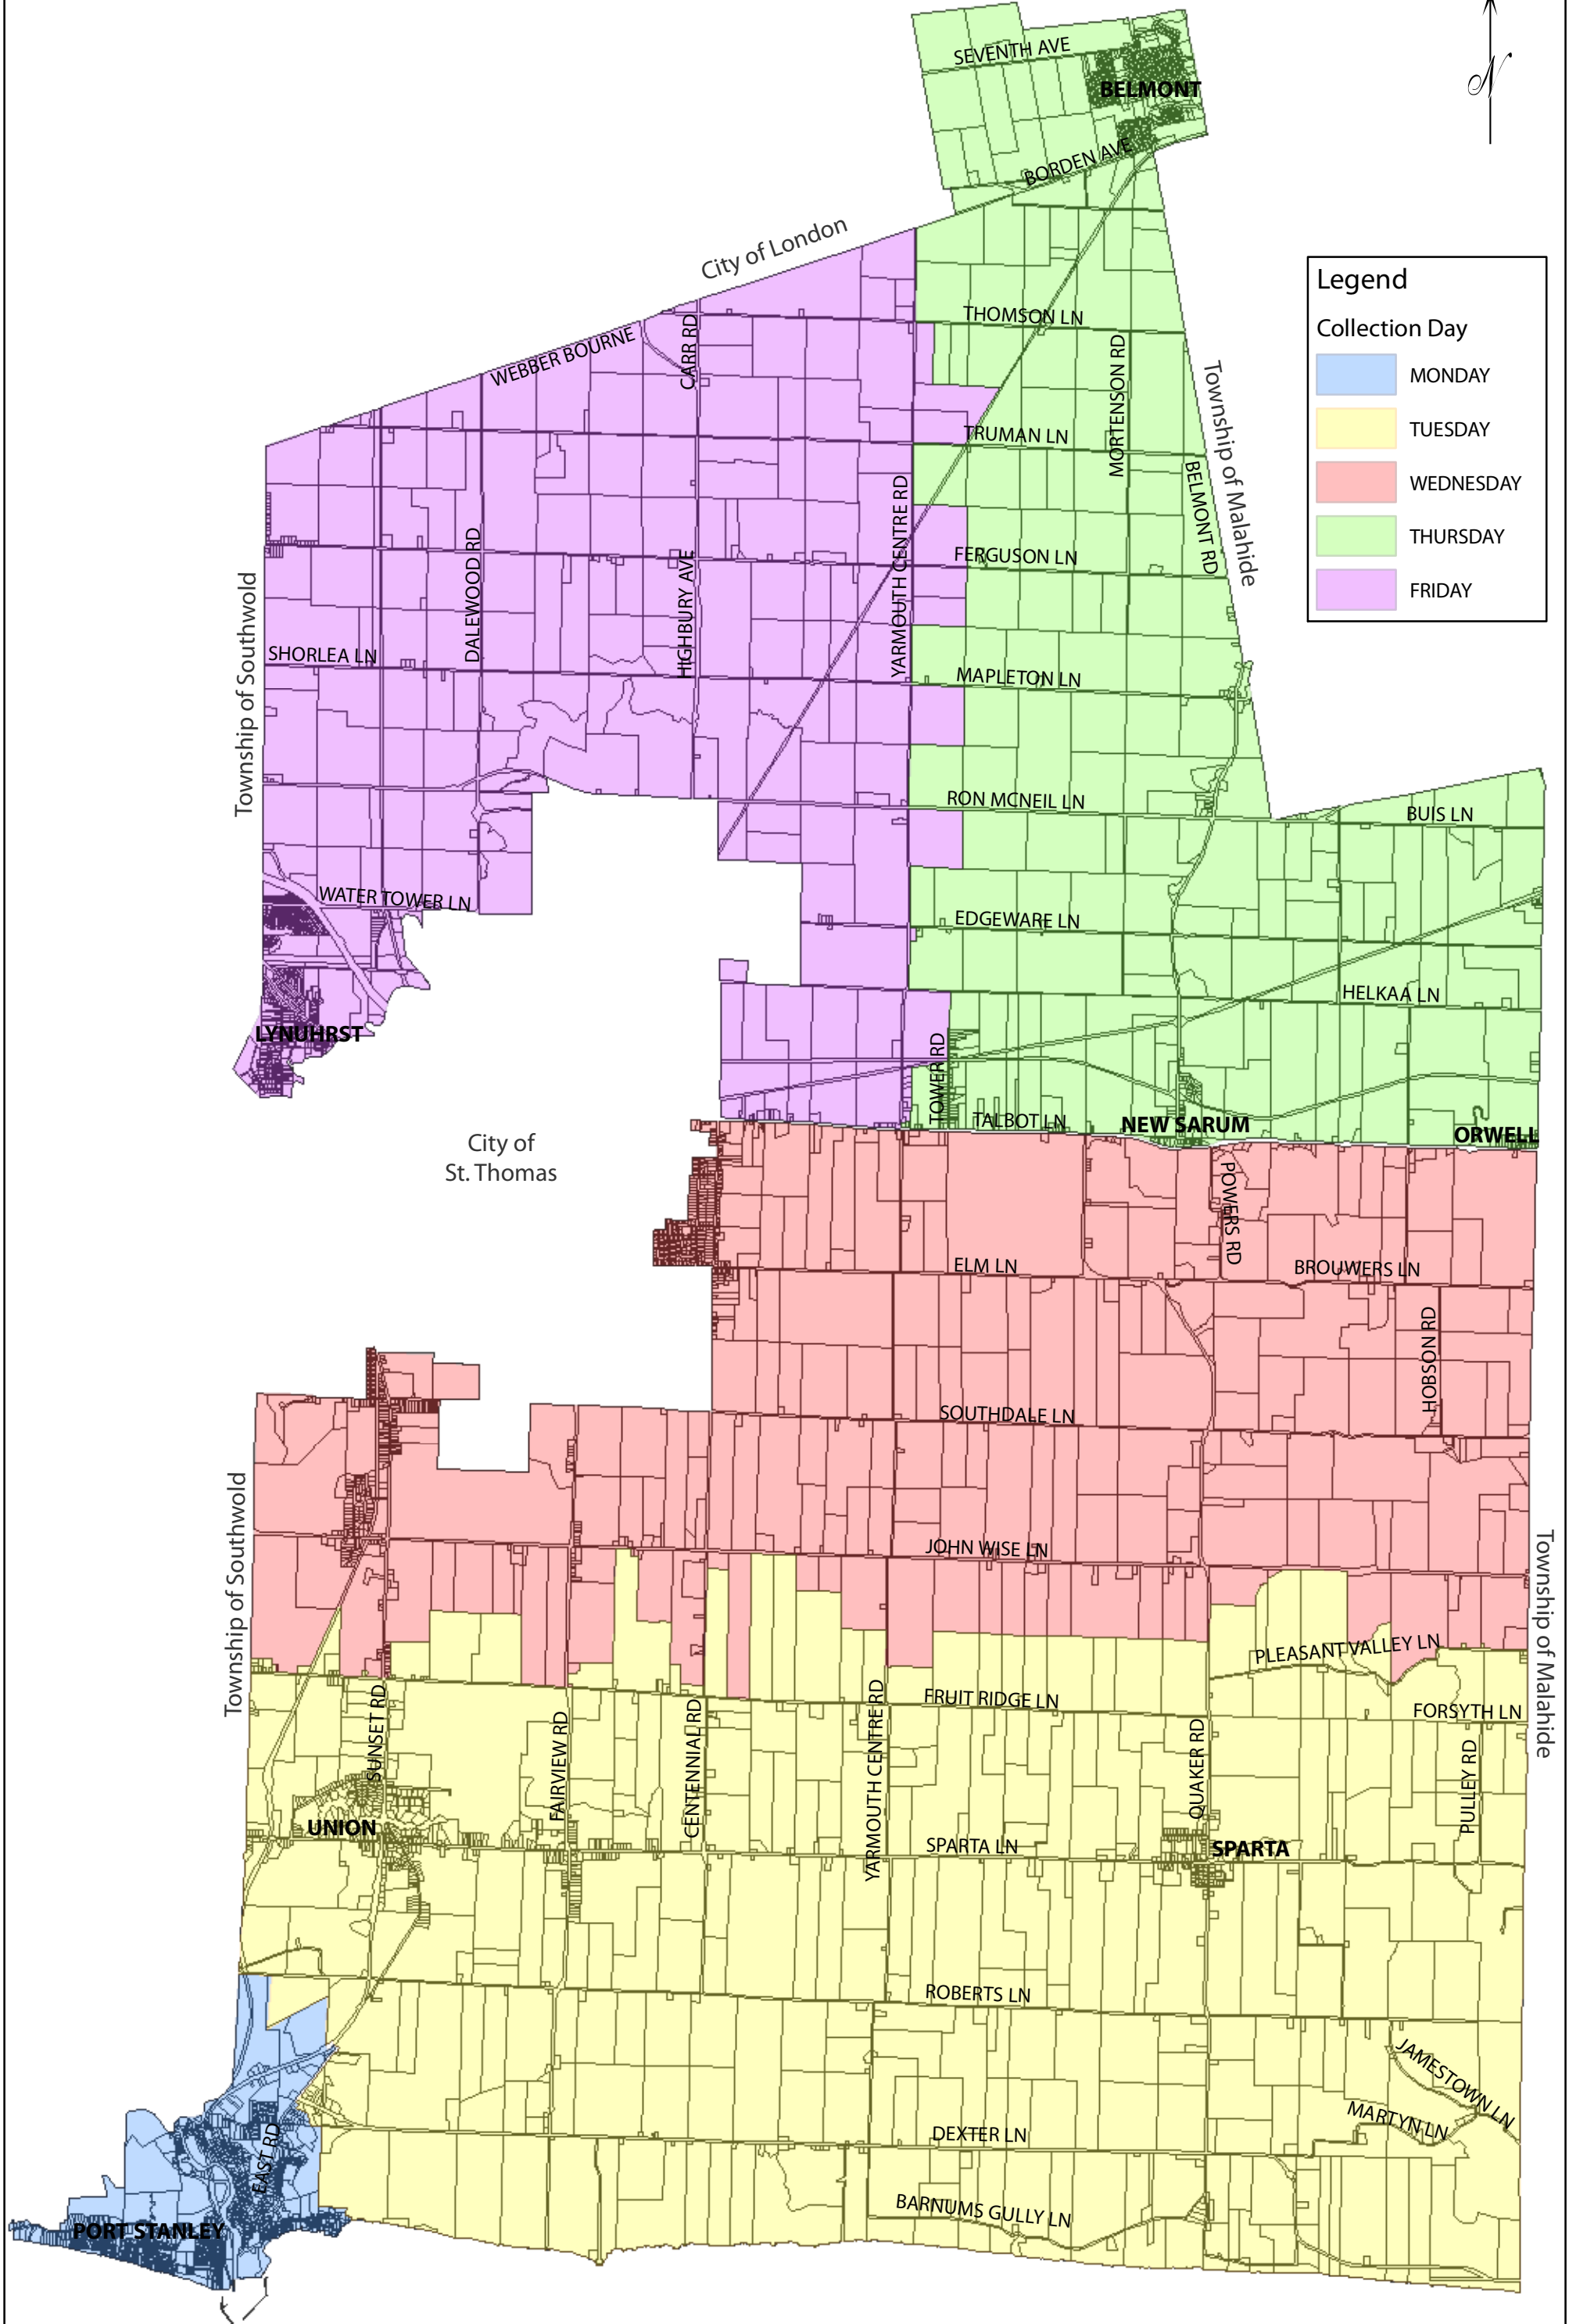 N
SEVENTH AVE
BELMONT
BORDEN AVE
City of London
Legend
Collection Day
MONDAY
TUESDAY
WEDNESDAY
THURSDAY
FRIDAY
THOMSON LN
WEBBER BOURNE
CARR RD
MORTENSON RD
Township of Malahide
TRUMAN LN
BELMONT RD
YARMOUTH CENTRE RD
DALEWOOD RD
HIGHBURY AVE
FERGUSON LN
Township of Southwold
SHORLEA LN
MAPLETON LN
RON MCNEIL LN
BUIS LN
WATER TOWER LN
EDGEWARE LN
HELKAA LN
LYNUHRST
TOWER RD
TALBOT LN
NEW SARUM
ORWELL
City of
St. Thomas
POWERS RD
ELM LN
BROUWERS LN
HOBSON RD
SOUTHDALE LN
Township of Southwold
JOHN WISE LN
Township of Malahide
PLEASANT VALLEY LN
FRUIT RIDGE LN
FORSYTH LN
SUNSET RD
FAIRVIEW RD
CENTENNIAL RD
YARMOUTH CENTRE RD
QUAKER RD
PULLEY RD
UNION
SPARTA LN
SPARTA
ROBERTS LN
JAMESTOWN LN
MARTYN LN
DEXTER LN
EAST RD
BARNUMS GULLY LN
PORT STANLEY